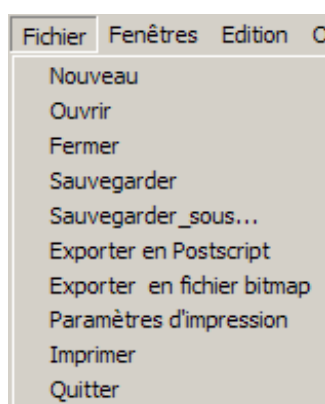 Fichier Fenêtres Edition
Nouveau
Ouvrir
Fermer
Sauvegarder
Sauvegarder_sous...
Exporter en Postscript
Exporter en fichier bitmap
Paramètres d'impression
Imprimer
Quitter